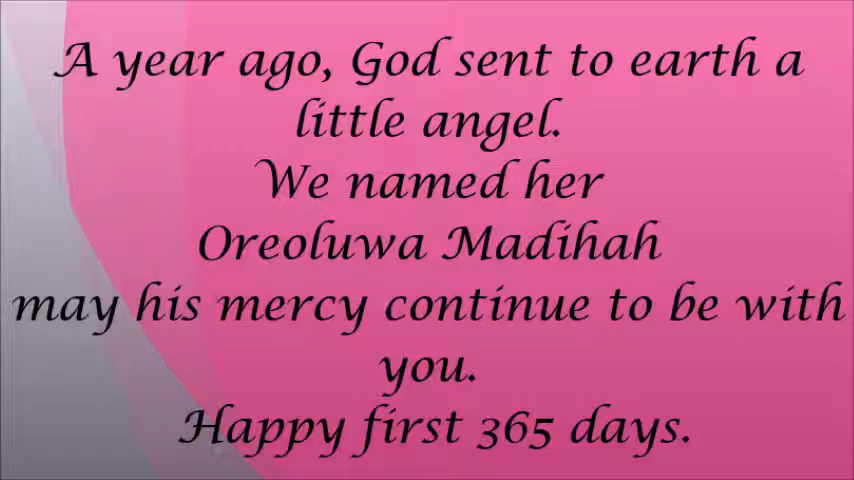 A year ago, God sent to earth a
little angel.
We named her
Oreoluwa Madihah
may his mercy continue to be with
you.
Happy first 365 days.